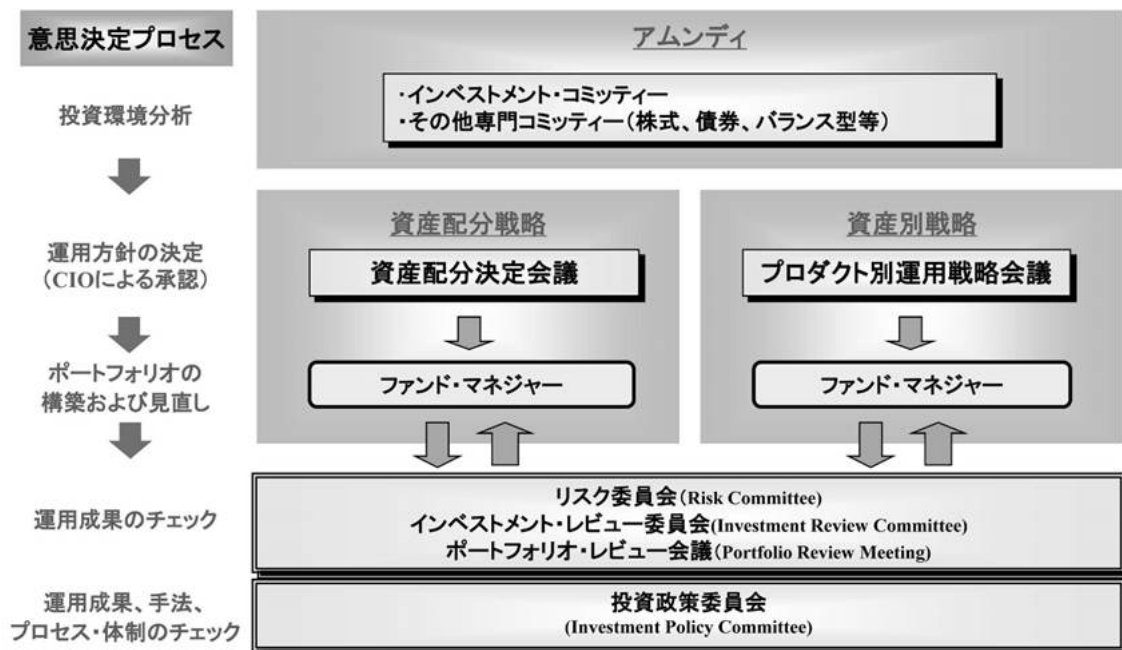 意思決定プロセス
アムンディ
投資環境分析
・インベストメント・コミッティー
・その他専門コミッティー(株式、債券、バランス型等)
運用方針の決定
(CIOによる承認)
資産配分戦略
資産配分決定会議
資産別戦略
プロダクト別運用戦略会議
ポートフォリオの
構築および見直し
ファンド・マネジャー
ファンド・マネジャー
運用成果のチェック
リスク委員会(Risk Committee)
インベストメント・レビュー委員会(Investment Review Committee)
ポートフォリオ・レビュー会議(Portfolio Review Meeting)
運用成果、手法、
プロセス・体制のチェック
投資政策委員会
(Investment Policy Committee)